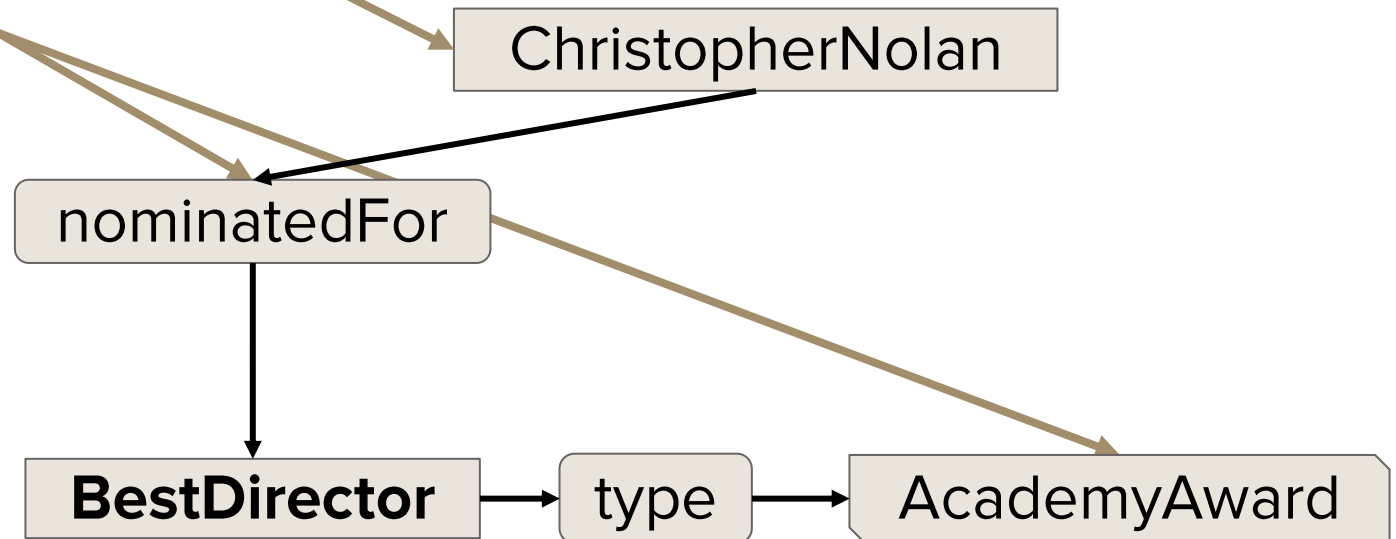 ChristopherNolan
nominatedFor
BestDirector
type
AcademyAward